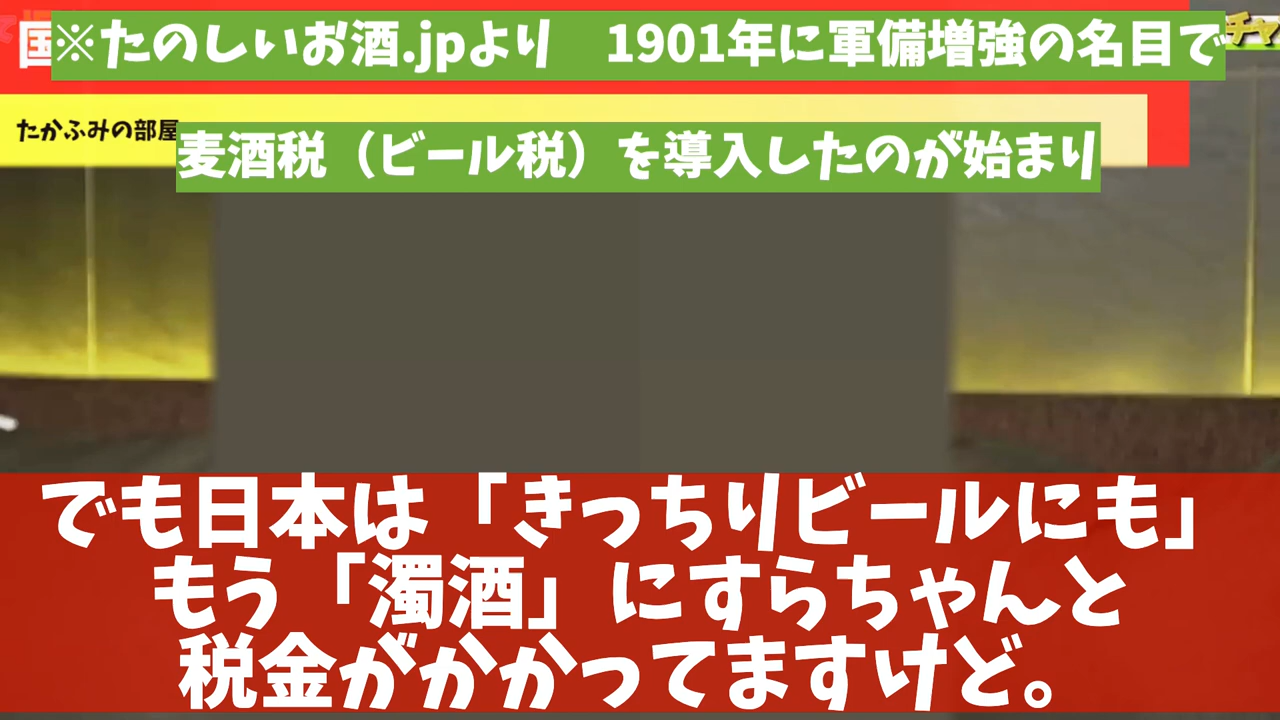 国
※たのしいお酒.jpより　1901年に軍備増強の名目で
チャ
たかふみの部屋
麦酒税（ビール税）を導入したのが始まり
でも日本は「きっちりビールにも」
もう「濁酒」にすらちゃんと
税金がかかってますけど。